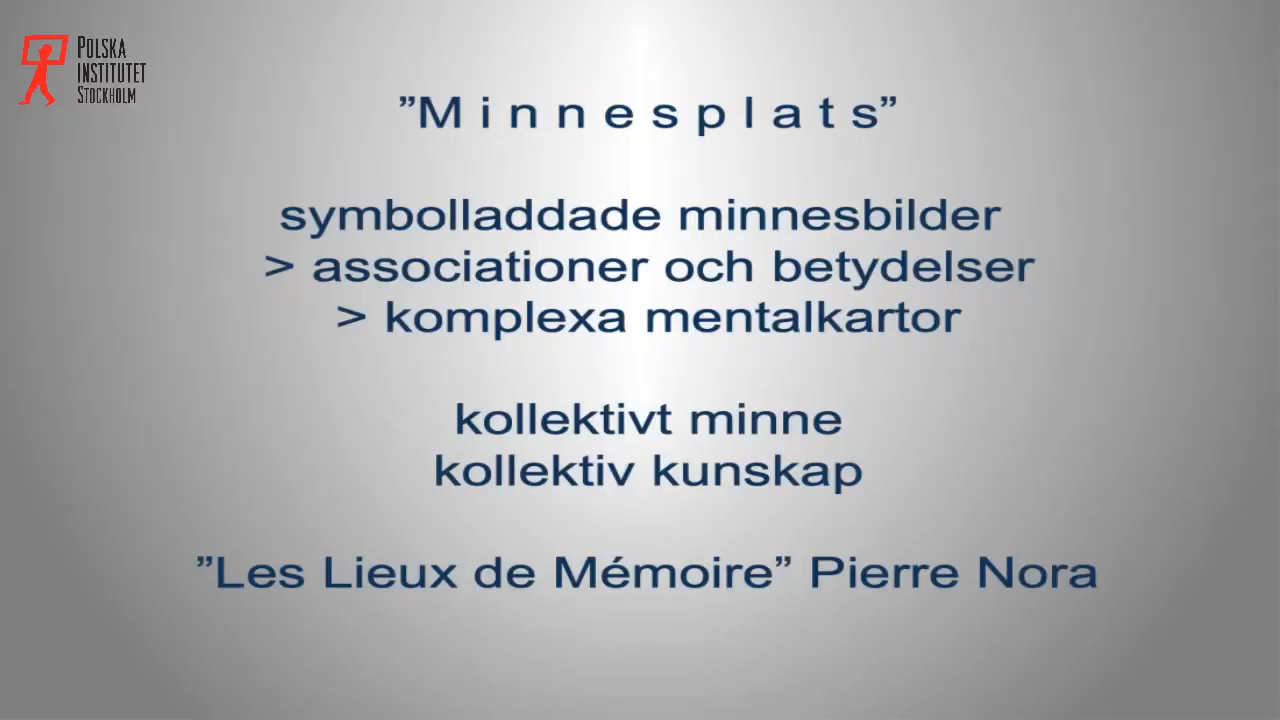 POLSKA
INSTITUTET
STOCKHOLM
”M i n n e s p l a t s”
symbolladdade minnesbilder
> associationer och betydelser
> komplexa mentalkartor
kollektivt minne
kollektiv kunskap
”Les Lieux de Mémoire” Pierre Nora